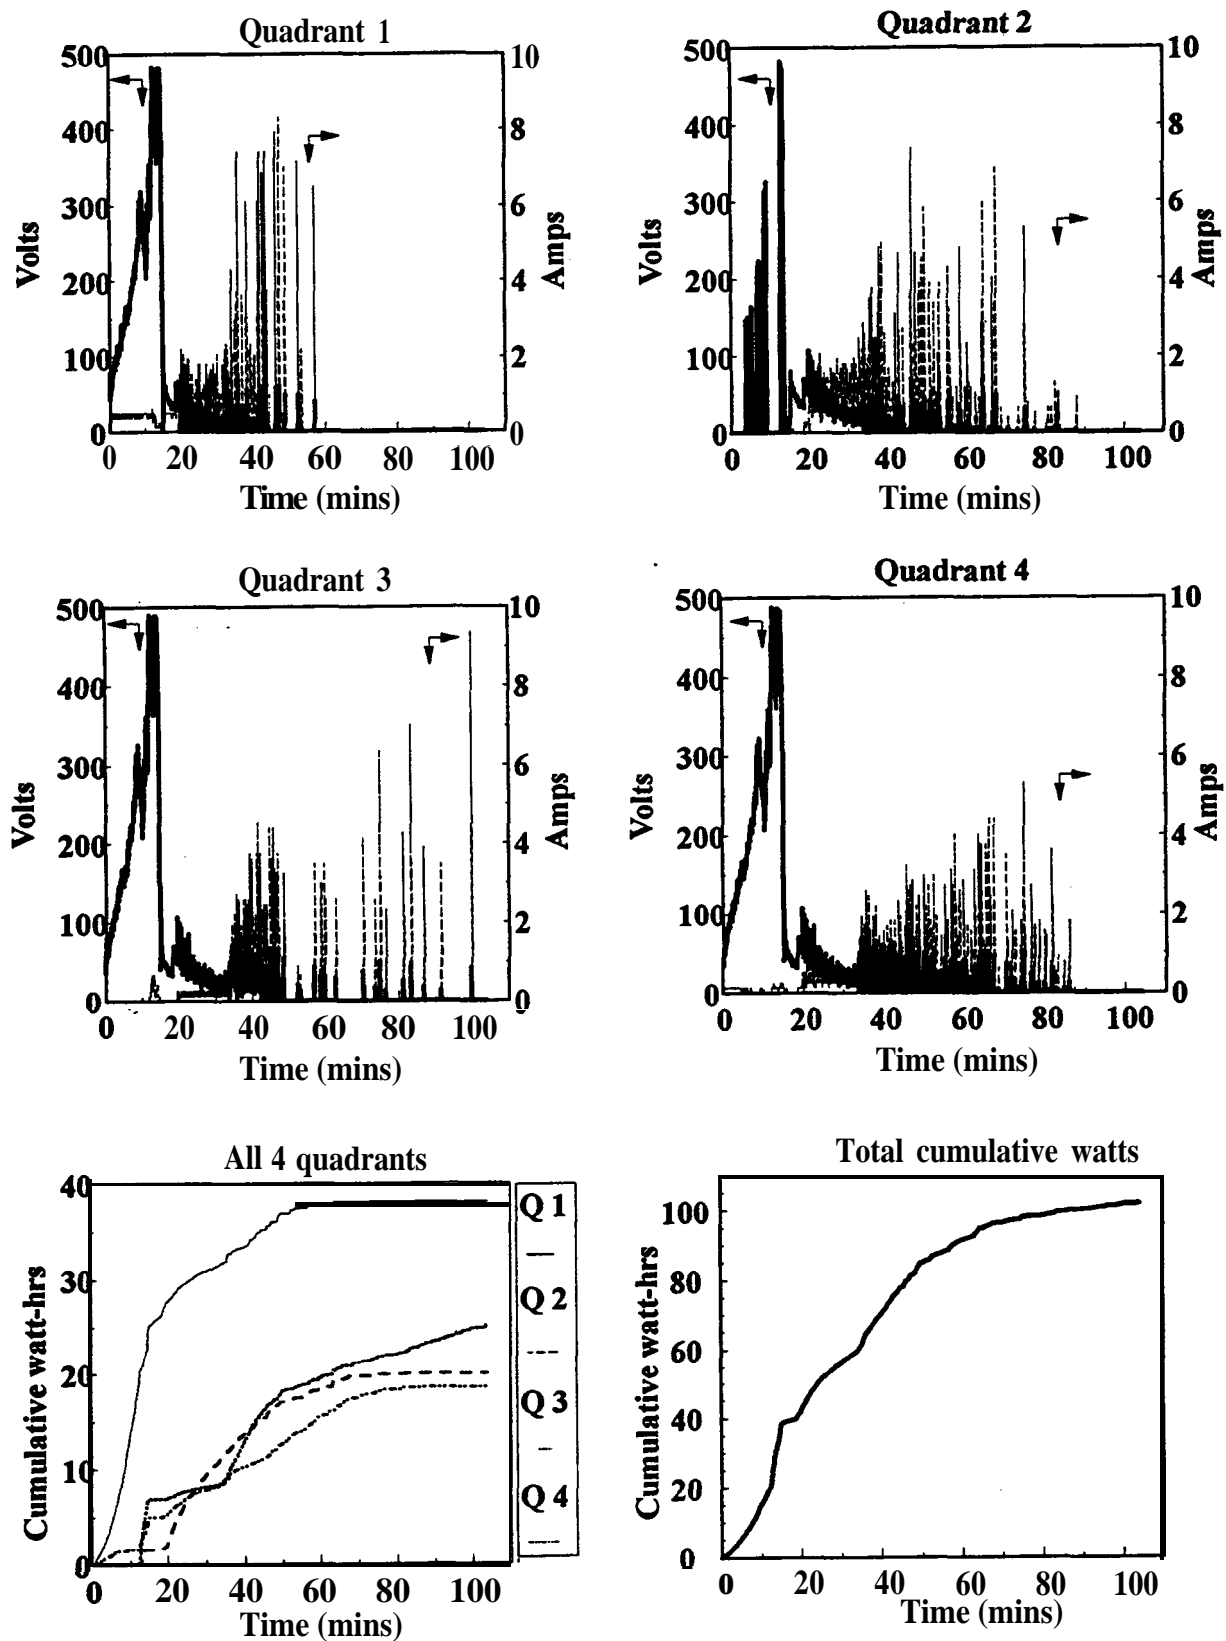 Quadrant 1
500
400
300
200
100
0
Volts
10
8
6
4
2
0
Amps
0 20 40 60 80 100
Time (mins)
Quadrant 2
500
400
300
200
100
0
Volts
10
8
6
4
2
0
Amps
0 20 40 60 80 100
Time (mins)
Quadrant 3
500
400
300
200
100
0
Volts
10
8
6
4
2
0
Amps
0 20 40 60 80 100
Time (mins)
Quadrant 4
500
400
300
200
100
0
Volts
10
8
6
4
2
0
Amps
0 20 40 60 80 100
Time (mins)
All 4 quadrants
40
30
20
10
0
Cumulative watt-hrs
Q 1
Q 2
Q 3
Q 4
0 20 40 60 80 100
Time (mins)
Total cumulative watts
100
80
60
40
20
0
Cumulative watt-hrs
0 20 40 60 80 100
Time (mins)